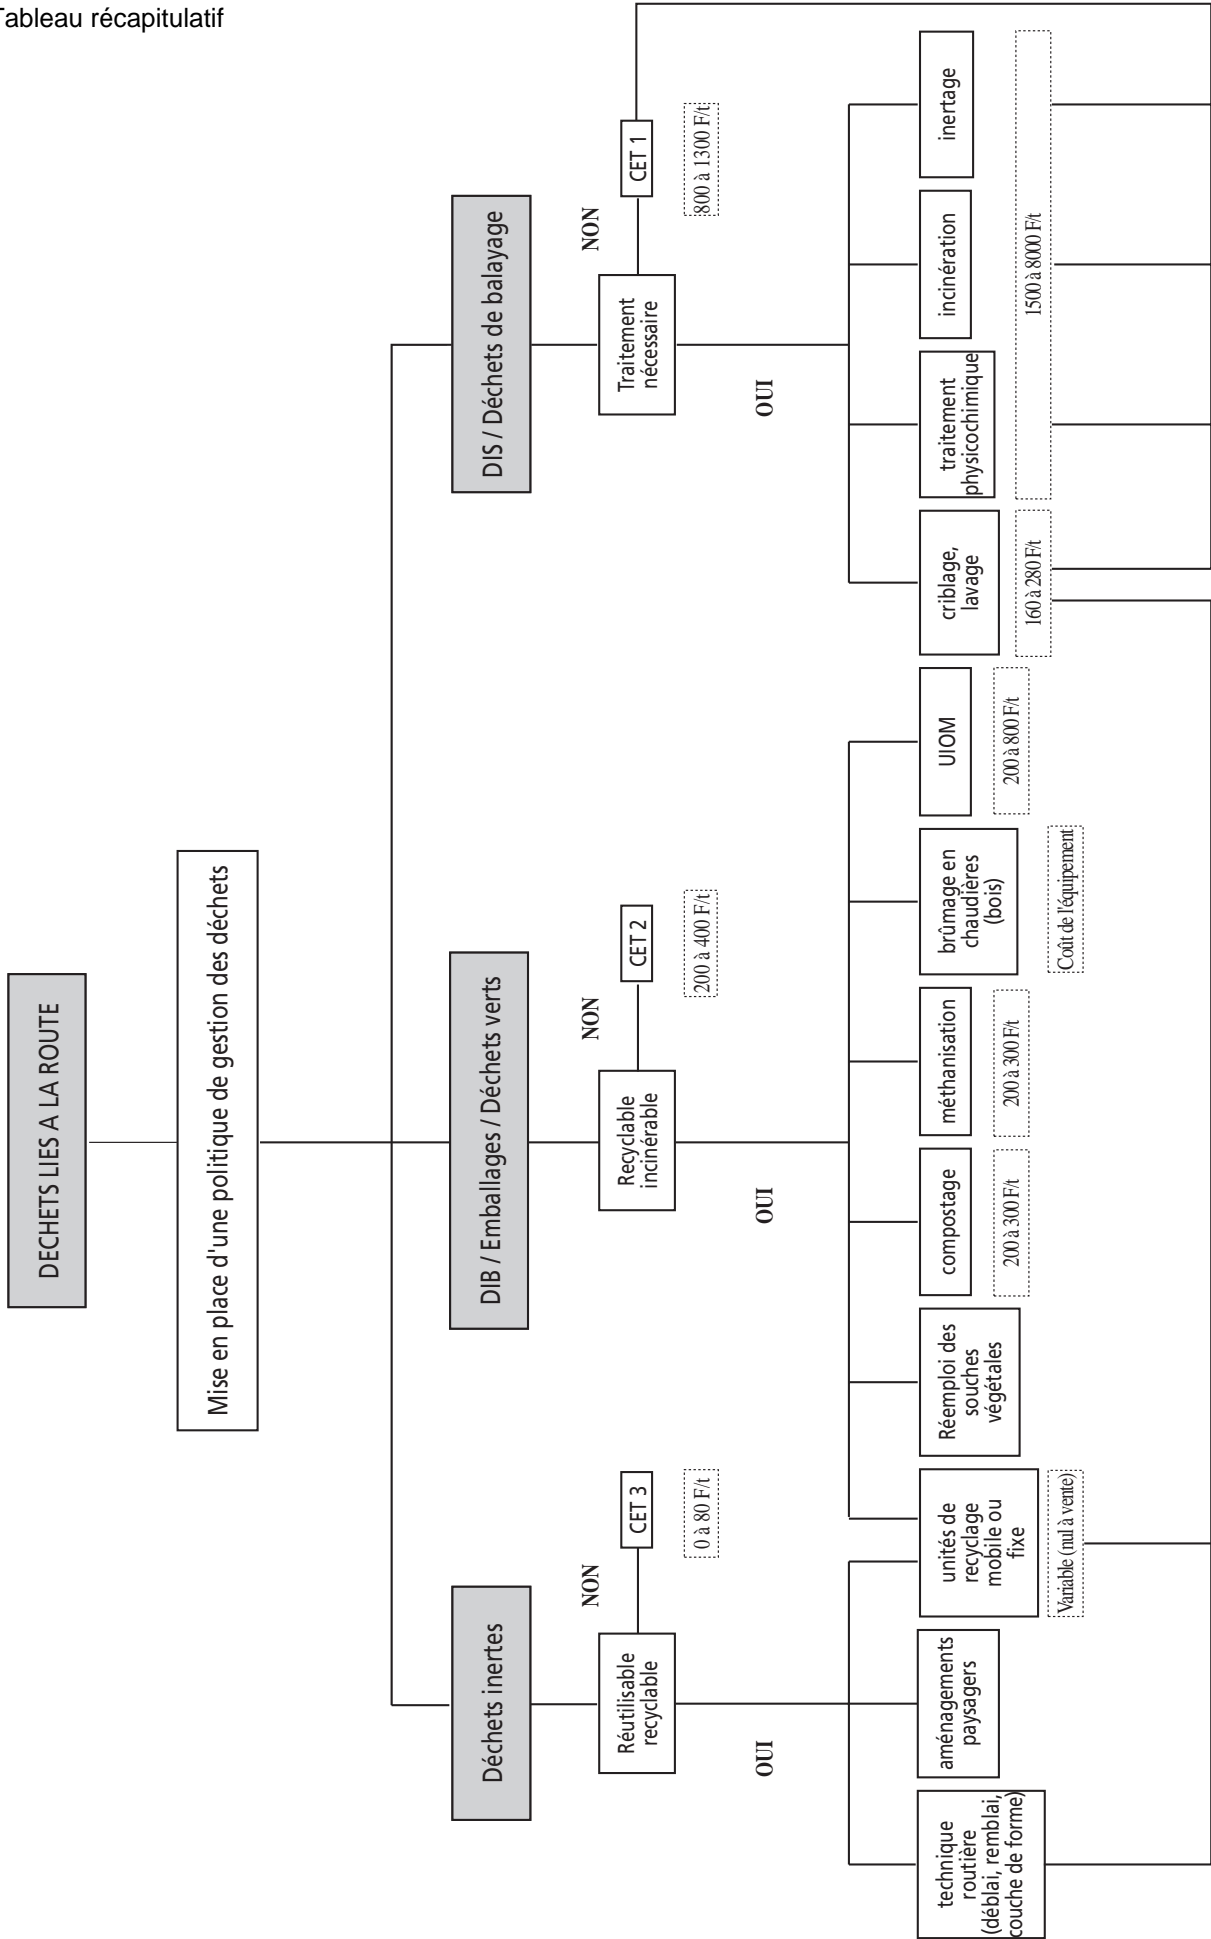 Tableau récapitulatif
DECHETS LIES A LA ROUTE
Mise en place d'une politique de gestion des déchets
Déchets inertes
DIB / Emballages / Déchets verts
DIS / Déchets de balayage
Réutilisable
recyclable
NON
CET 3
0 à 80 F/t
OUI
Recyclable
incinérable
NON
CET 2
200 à 400 F/t
OUI
Traitement
nécessaire
NON
CET 1
800 à 1300 F/t
OUI
technique
routière
(déblai, remblai,
couche de forme)
aménagements
paysagers
unités de
recyclage
mobile ou
fixe
Variable (nul à vente)
Réemploi des
souches
végétales
compostage
200 à 300 F/t
méthanisation
200 à 300 F/t
brûmage en
chaudières
(bois)
Coût de l'équipement
UIOM
200 à 800 F/t
criblage,
lavage
160 à 280 F/t
traitement
physicochimique
incinération
inertage
1500 à 8000 F/t